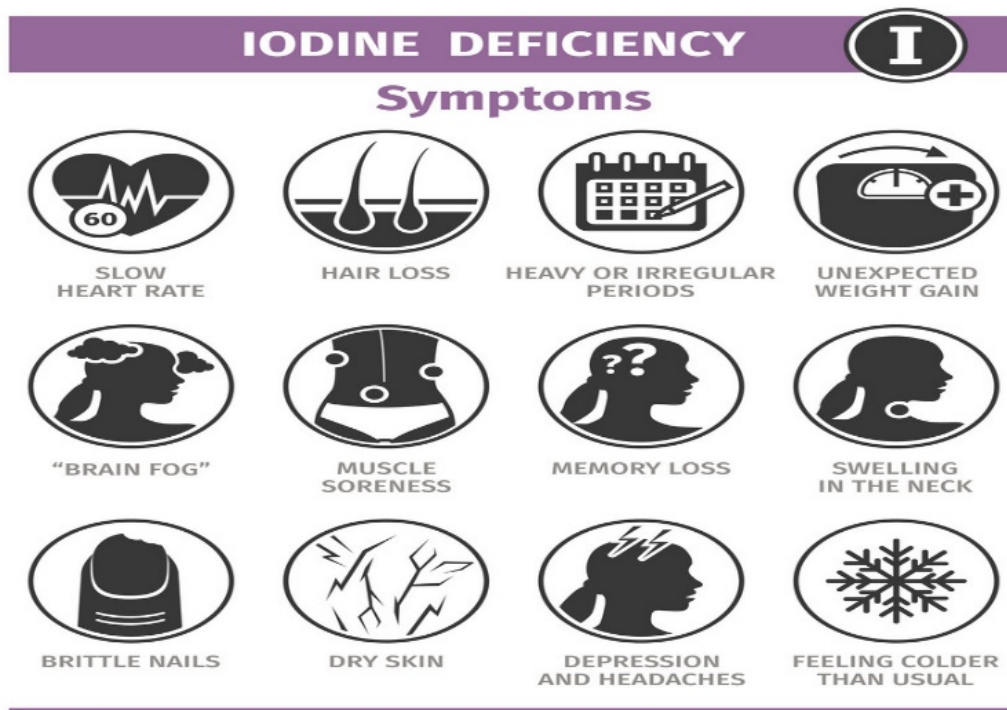 IODINE DEFICIENCY
I
Symptoms
60
SLOW
HEART RATE
HAIR LOSS
HEAVY OR IRREGULAR
PERIODS
UNEXPECTED
WEIGHT GAIN
“BRAIN FOG”
MUSCLE
SORENESS
? ?
MEMORY LOSS
SWELLING
IN THE NECK
BRITTLE NAILS
DRY SKIN
DEPRESSION
AND HEADACHES
FEELING COLDER
THAN USUAL